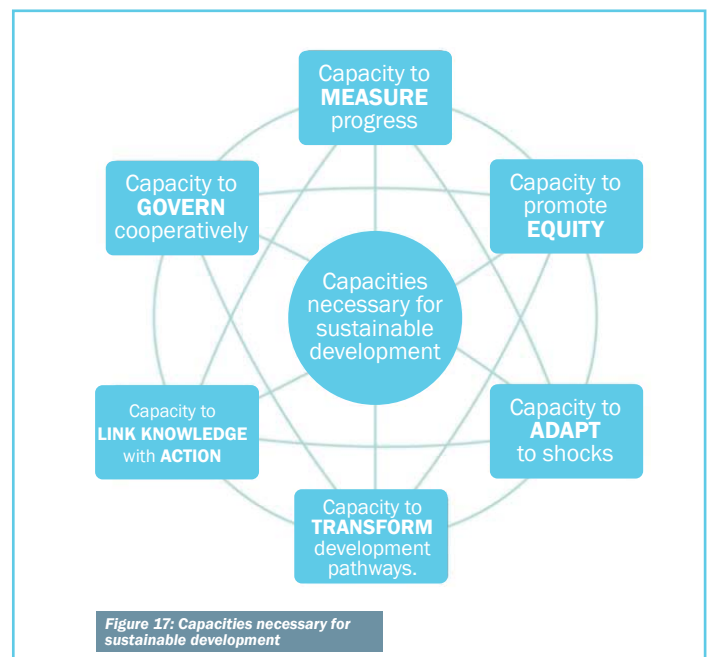 Capacity to
MEASURE
progress
Capacity to
GOVERN
cooperatively
Capacity to
promote
EQUITY
Capacities
necessary for
sustainable
development
Capacity to
LINK KNOWLEDGE
with ACTION
Capacity to
ADAPT
to shocks
Capacity to
TRANSFORM
development
pathways.
Figure 17: Capacities necessary for
sustainable development